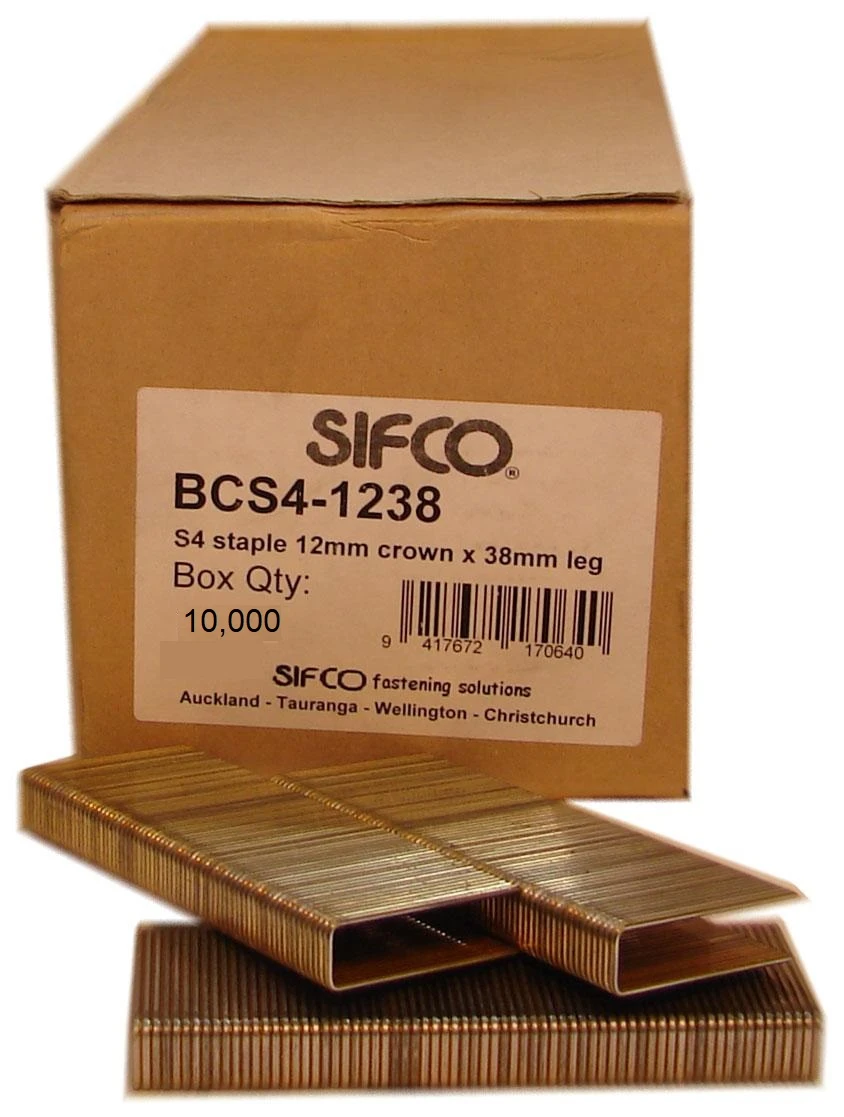 SIFCO®
BCS4-1238
S4 staple 12mm crown x 38mm leg
Box Qty:
10,000
9 417672 170640
SIFCO fastening solutions
Auckland - Tauranga - Wellington - Christchurch